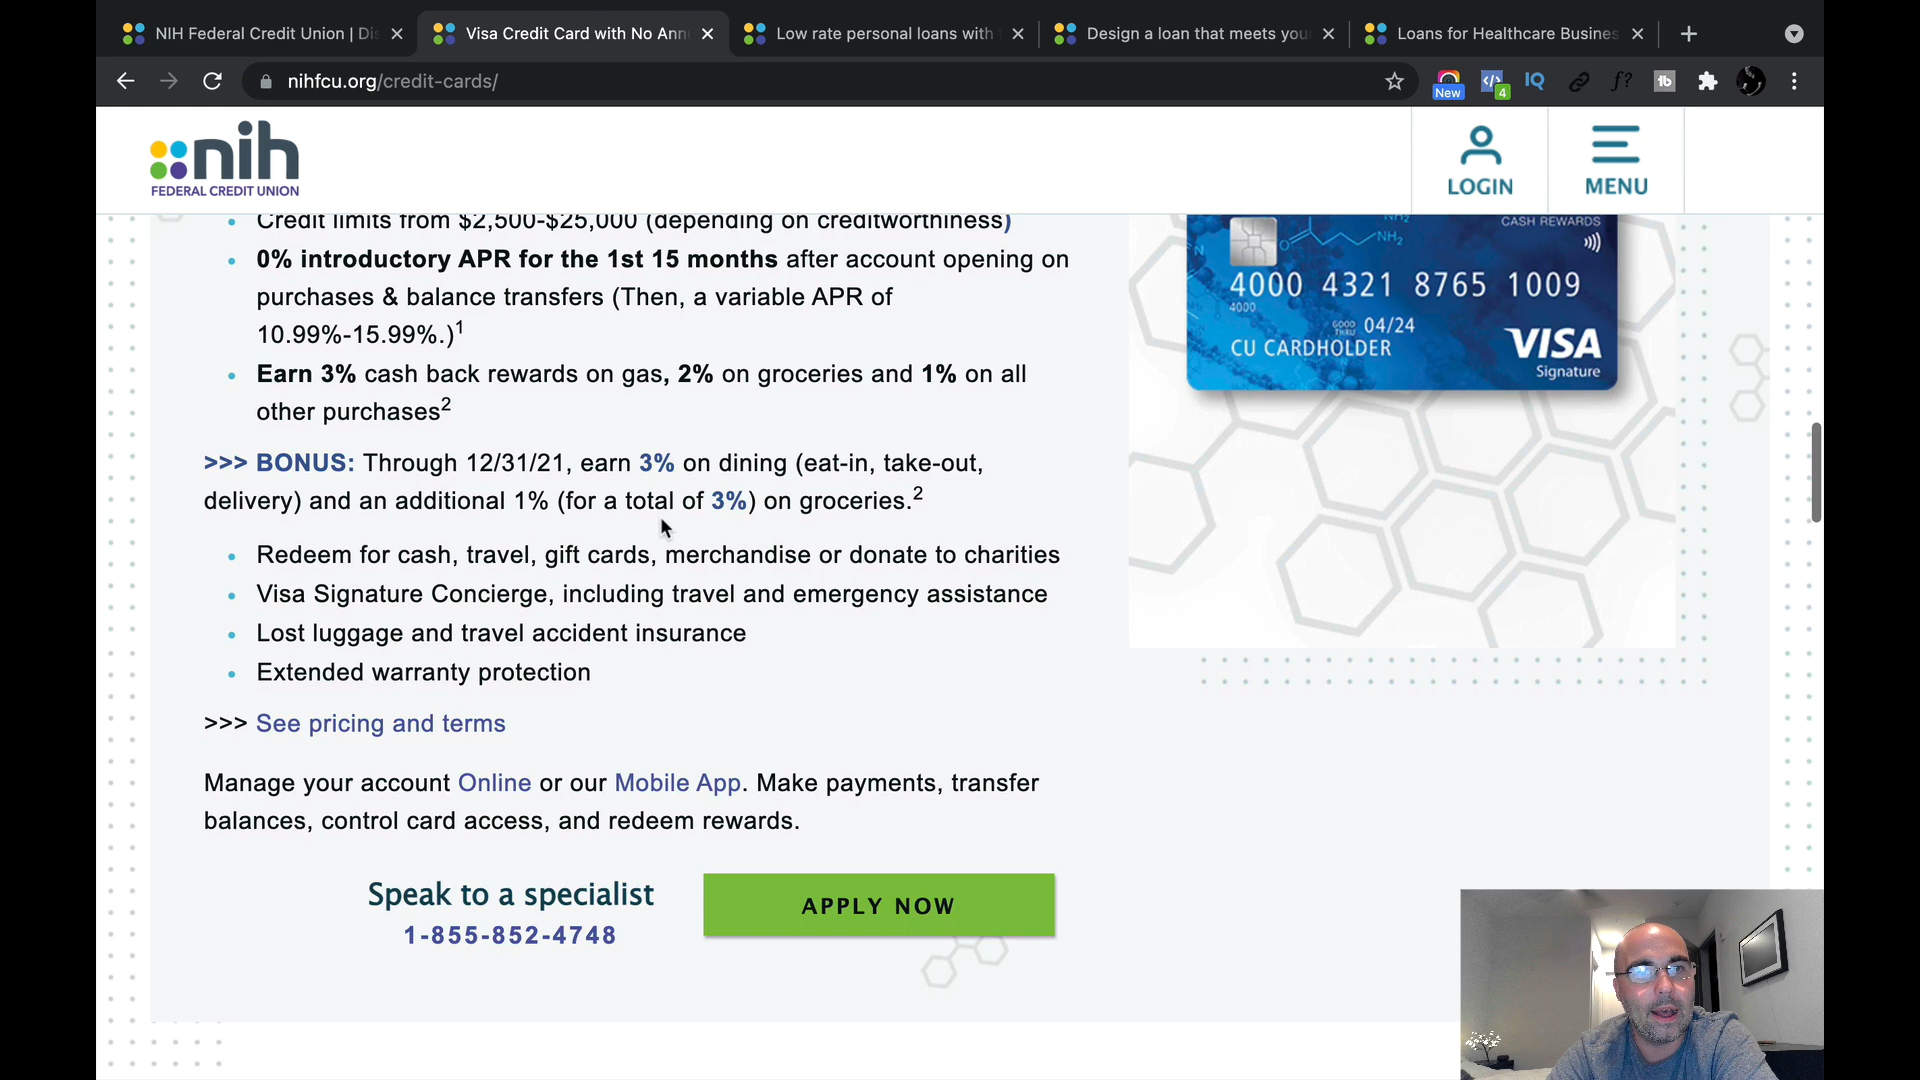 NIH Federal Credit Union | Dis
Visa Credit Card with No Ann
Low rate personal loans with
Design a loan that meets you
Loans for Healthcare Busines
nihfcu.org/credit-cards/
New
4
IQ
f?
tb
nih
FEDERAL CREDIT UNION
LOGIN
MENU
Credit limits from $2,500-$25,000 (depending on creditworthiness)
0% introductory APR for the 1st 15 months after account opening on
purchases & balance transfers (Then, a variable APR of
10.99%-15.99%.)1
Earn 3% cash back rewards on gas, 2% on groceries and 1% on all
other purchases2
>>> BONUS: Through 12/31/21, earn 3% on dining (eat-in, take-out,
delivery) and an additional 1% (for a total of 3%) on groceries.2
Redeem for cash, travel, gift cards, merchandise or donate to charities
Visa Signature Concierge, including travel and emergency assistance
Lost luggage and travel accident insurance
Extended warranty protection
>>> See pricing and terms
Manage your account Online or our Mobile App. Make payments, transfer
balances, control card access, and redeem rewards.
Speak to a specialist
1-855-852-4748
APPLY NOW
CASH REWARDS
NH₂
NH₂
4000 4321 8765 1009
4000
GOOD THRU 04/24
CU CARDHOLDER
VISA
Signature